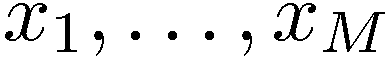 x_1, . . . , x_M